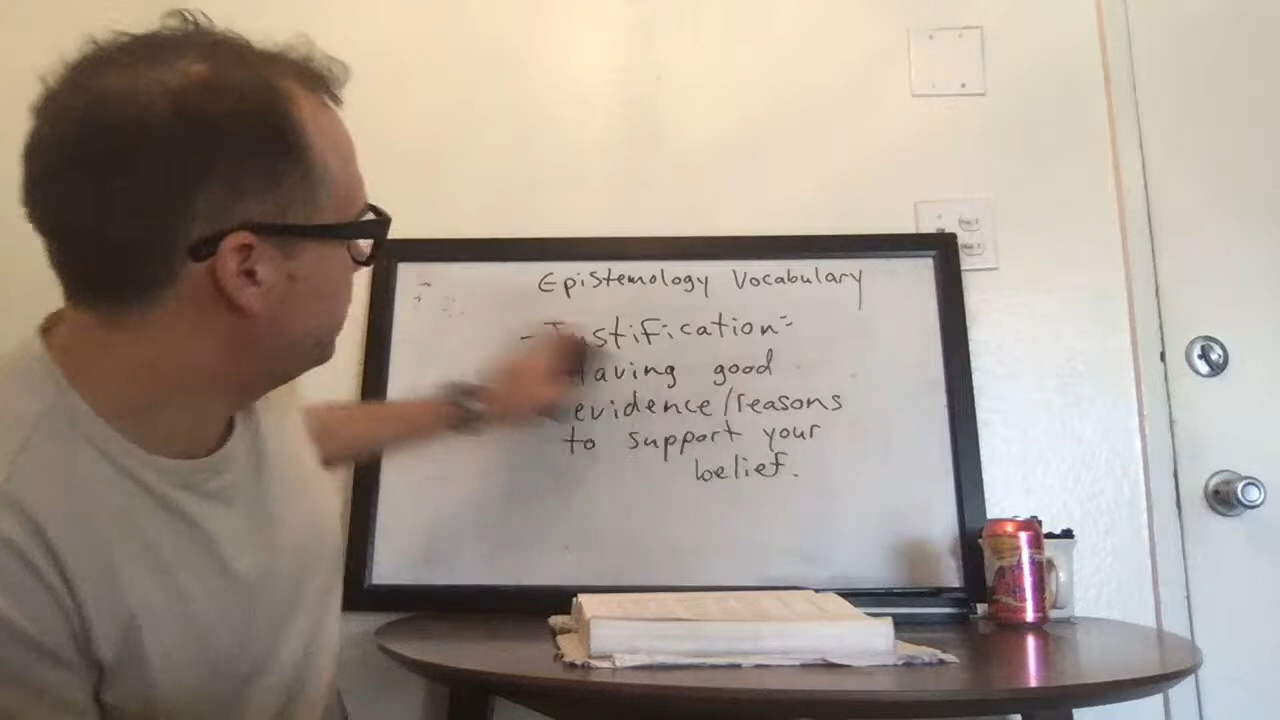 Epistemology Vocabulary
- Justification:
Having good
evidence/reasons
to support your
belief.